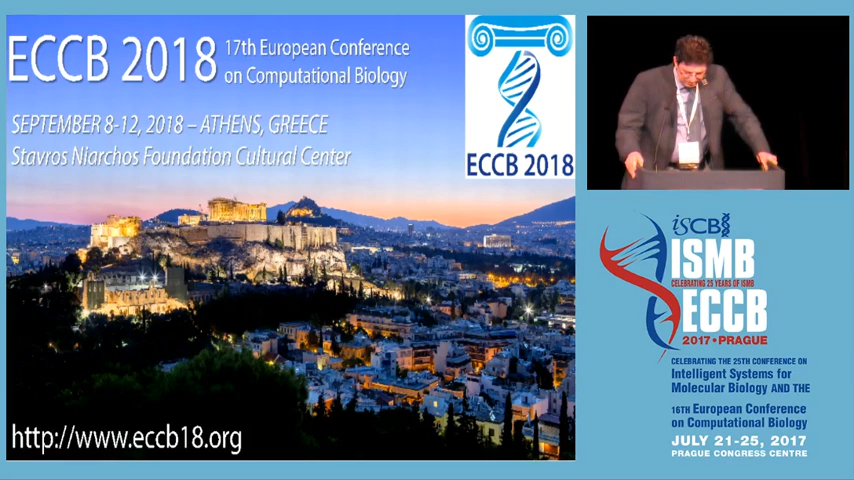 ECCB 2018
17th European Conference
on Computational Biology
SEPTEMBER 8-12, 2018 – ATHENS, GREECE
Stavros Niarchos Foundation Cultural Center
ECCB 2018
http://www.eccb18.org
isCB
ISMB
CELEBRATING 25 YEARS OF ISMB
ECCB
2017 • PRAGUE
CELEBRATING THE 25TH CONFERENCE ON
Intelligent Systems for
Molecular Biology AND THE
16TH European Conference
on Computational Biology
JULY 21-25, 2017
PRAGUE CONGRESS CENTRE